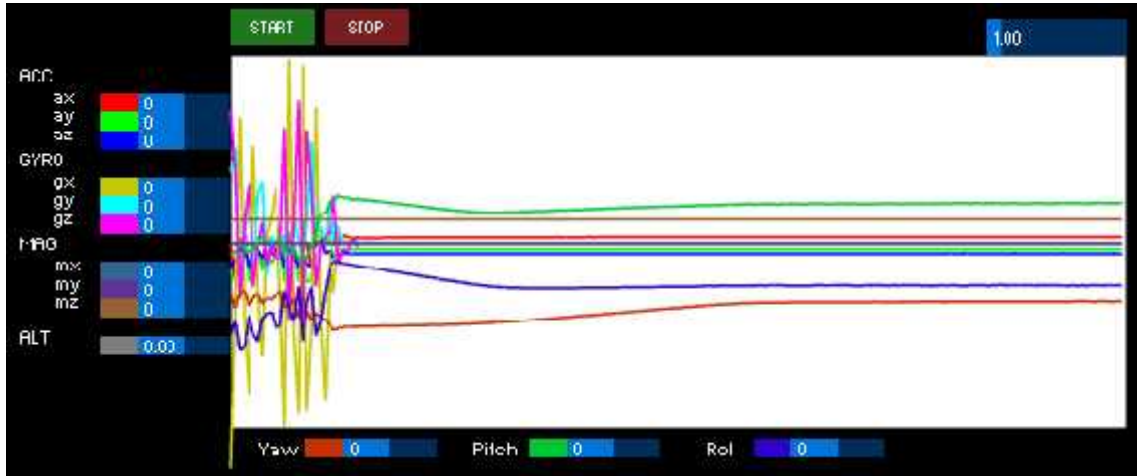 START STOP
1.00
ACC
ax 0
ay 0
az 0
GYRO
gx 0
gy 0
gz 0
MAG
mx 0
my 0
mz 0
ALT
0.00
Yaw 0 Pitch 0 Rol 0